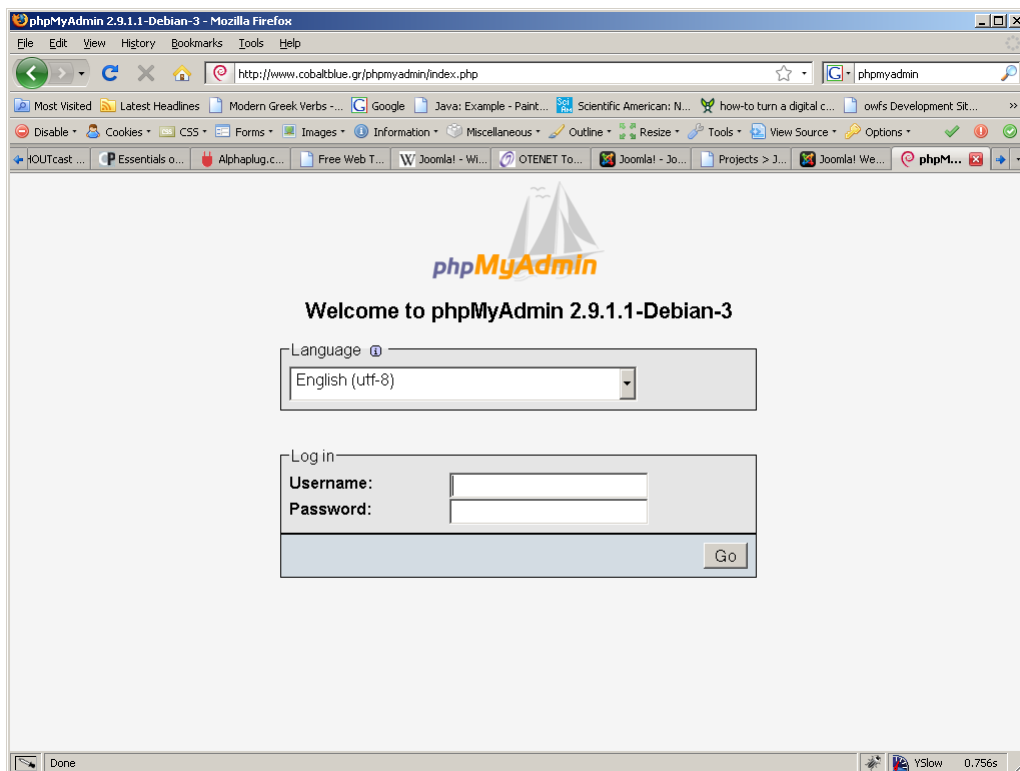 phpMyAdmin 2.9.1.1-Debian-3 - Mozilla Firefox
File Edit View History Bookmarks Tools Help
http://www.cobaltblue.gr/phpmyadmin/index.php G phpmyadmin
Most Visited Latest Headlines Modern Greek Verbs -... Google Java: Example - Paint... Scientific American: N... how-to turn a digital c... owfs Development Sit... »
Disable Cookies CSS Forms Images Information Miscellaneous Outline Resize Tools View Source Options
HOUTcast ... Essentials o... Alphaplug.c... Free Web T... Joomla! - Wi... OTENET To... Joomla! - Jo... Projects > J... Joomla! We... phpM...
phpMyAdmin
Welcome to phpMyAdmin 2.9.1.1-Debian-3
Language
English (utf-8)
Log in
Username:
Password:
Go
Done YSlow 0.756s